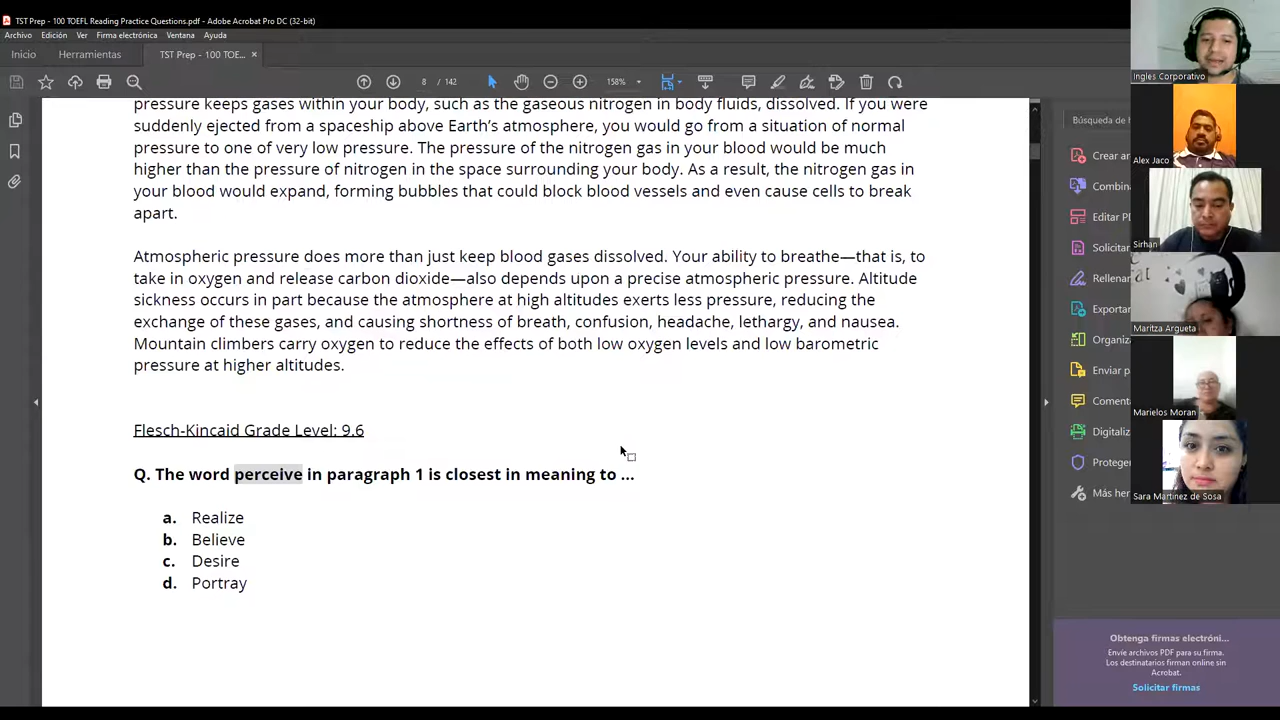 TST Prep - 100 TOEFL Reading Practice Questions.pdf - Adobe Acrobat Pro DC (32-bit)
Archivo Edición Ver Firma electrónica Ventana Ayuda
Inicio Herramientas TST Prep - 100 TOE... ×
8 / 142 158%
pressure keeps gases within your body, such as the gaseous nitrogen in body fluids, dissolved. If you were
suddenly ejected from a spaceship above Earth's atmosphere, you would go from a situation of normal
pressure to one of very low pressure. The pressure of the nitrogen gas in your blood would be much
higher than the pressure of nitrogen in the space surrounding your body. As a result, the nitrogen gas in
your blood would expand, forming bubbles that could block blood vessels and even cause cells to break
apart.
Atmospheric pressure does more than just keep blood gases dissolved. Your ability to breathe—that is, to
take in oxygen and release carbon dioxide—also depends upon a precise atmospheric pressure. Altitude
sickness occurs in part because the atmosphere at high altitudes exerts less pressure, reducing the
exchange of these gases, and causing shortness of breath, confusion, headache, lethargy, and nausea.
Mountain climbers carry oxygen to reduce the effects of both low oxygen levels and low barometric
pressure at higher altitudes.
Flesch-Kincaid Grade Level: 9.6
Q. The word perceive in paragraph 1 is closest in meaning to ...
a. Realize
b. Believe
c. Desire
d. Portray
Búsqueda de h
Crear ar
Combina
Editar PD
Solicitar
Rellenar
Exportar
Organiz
Enviar p
Coment
Digitaliz
Proteger
Más her
Obtenga firmas electróni...
Envíe archivos PDF para su firma.
Los destinatarios firman online sin
Acrobat.
Solicitar firmas
Ingles Corporativo
Alex Jaco
Sirhan
Maritza Argueta
Marielos Moran
Sara Martinez de Sosa